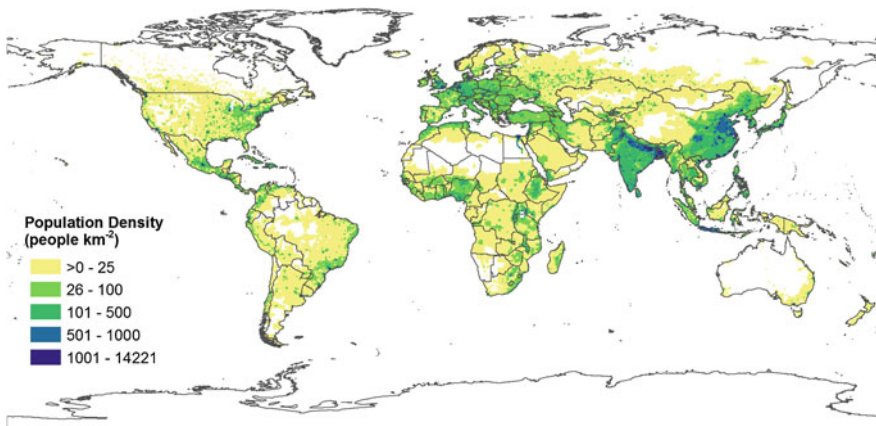 Population Density
(people km⁻²)
>0 - 25
26 - 100
101 - 500
501 - 1000
1001 - 14221